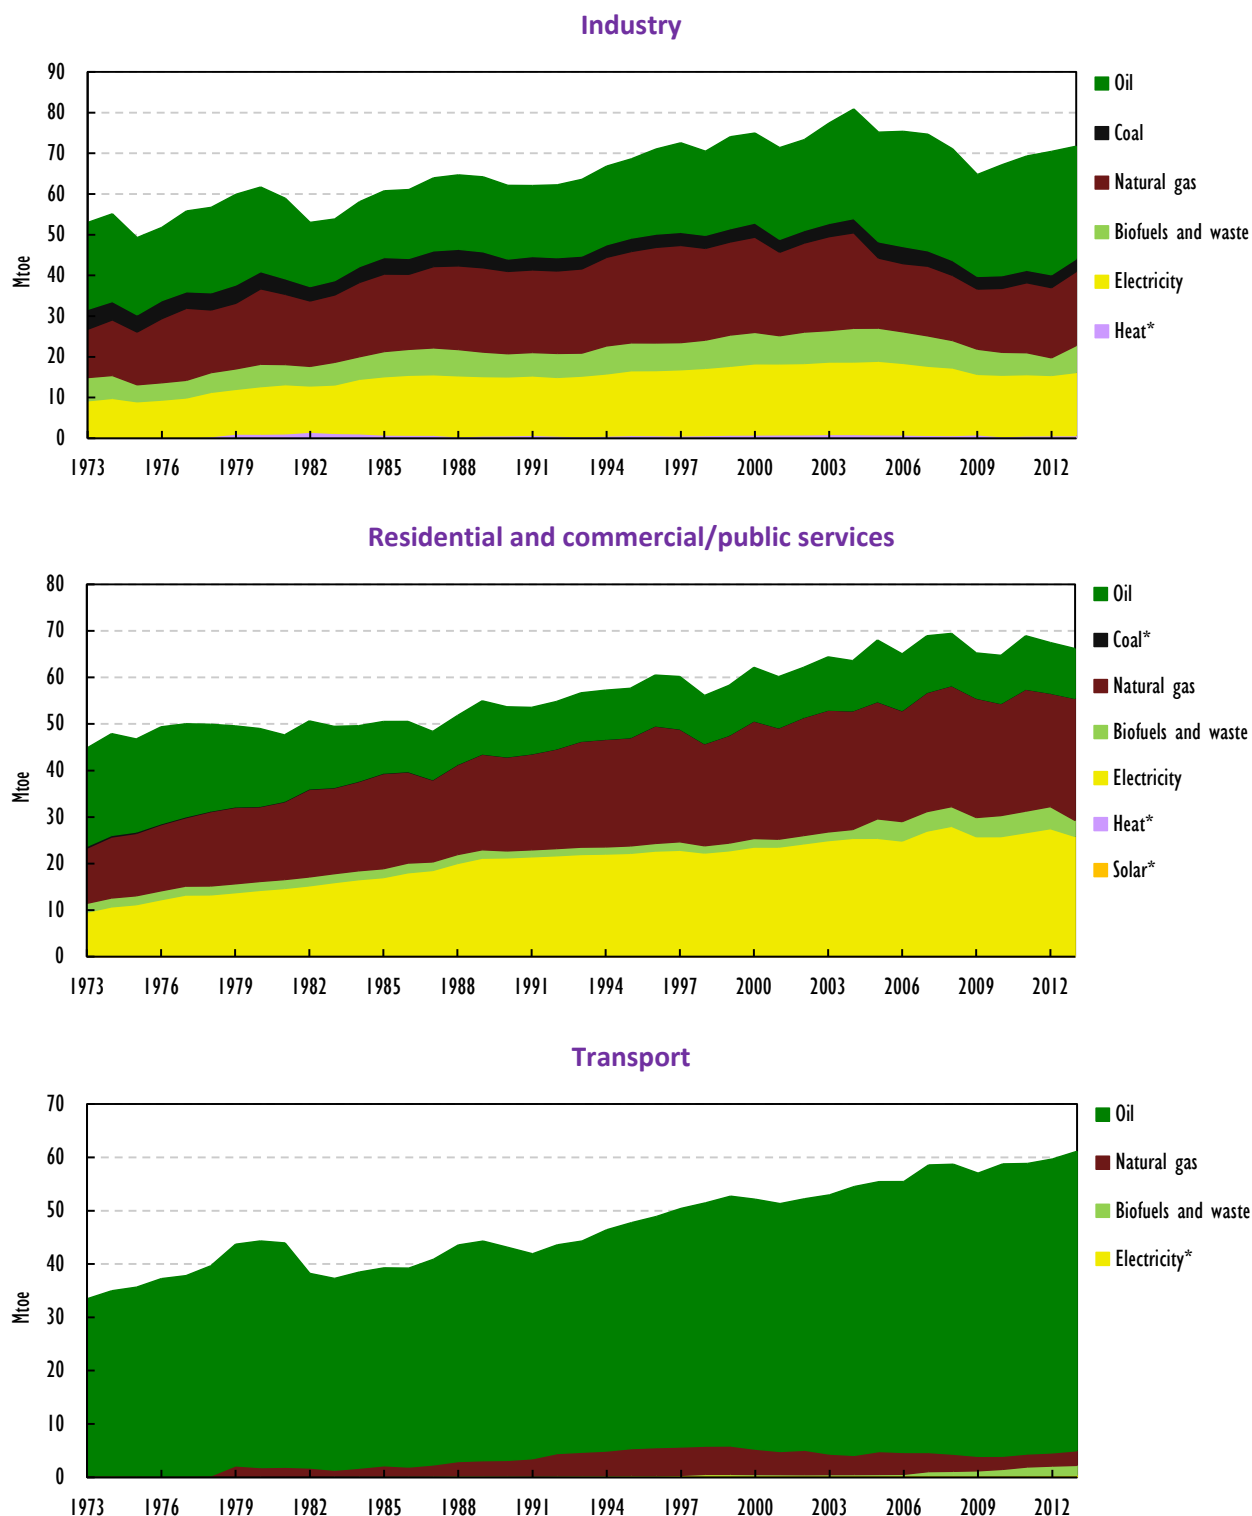 Industry
90
80
70
60
50
40
30
20
10
0
Mtoe
1973 1976 1979 1982 1985 1988 1991 1994 1997 2000 2003 2006 2009 2012
Oil
Coal
Natural gas
Biofuels and waste
Electricity
Heat*
Residential and commercial/public services
80
70
60
50
40
30
20
10
0
Mtoe
1973 1976 1979 1982 1985 1988 1991 1994 1997 2000 2003 2006 2009 2012
Oil
Coal*
Natural gas
Biofuels and waste
Electricity
Heat*
Solar*
Transport
70
60
50
40
30
20
10
0
Mtoe
1973 1976 1979 1982 1985 1988 1991 1994 1997 2000 2003 2006 2009 2012
Oil
Natural gas
Biofuels and waste
Electricity*